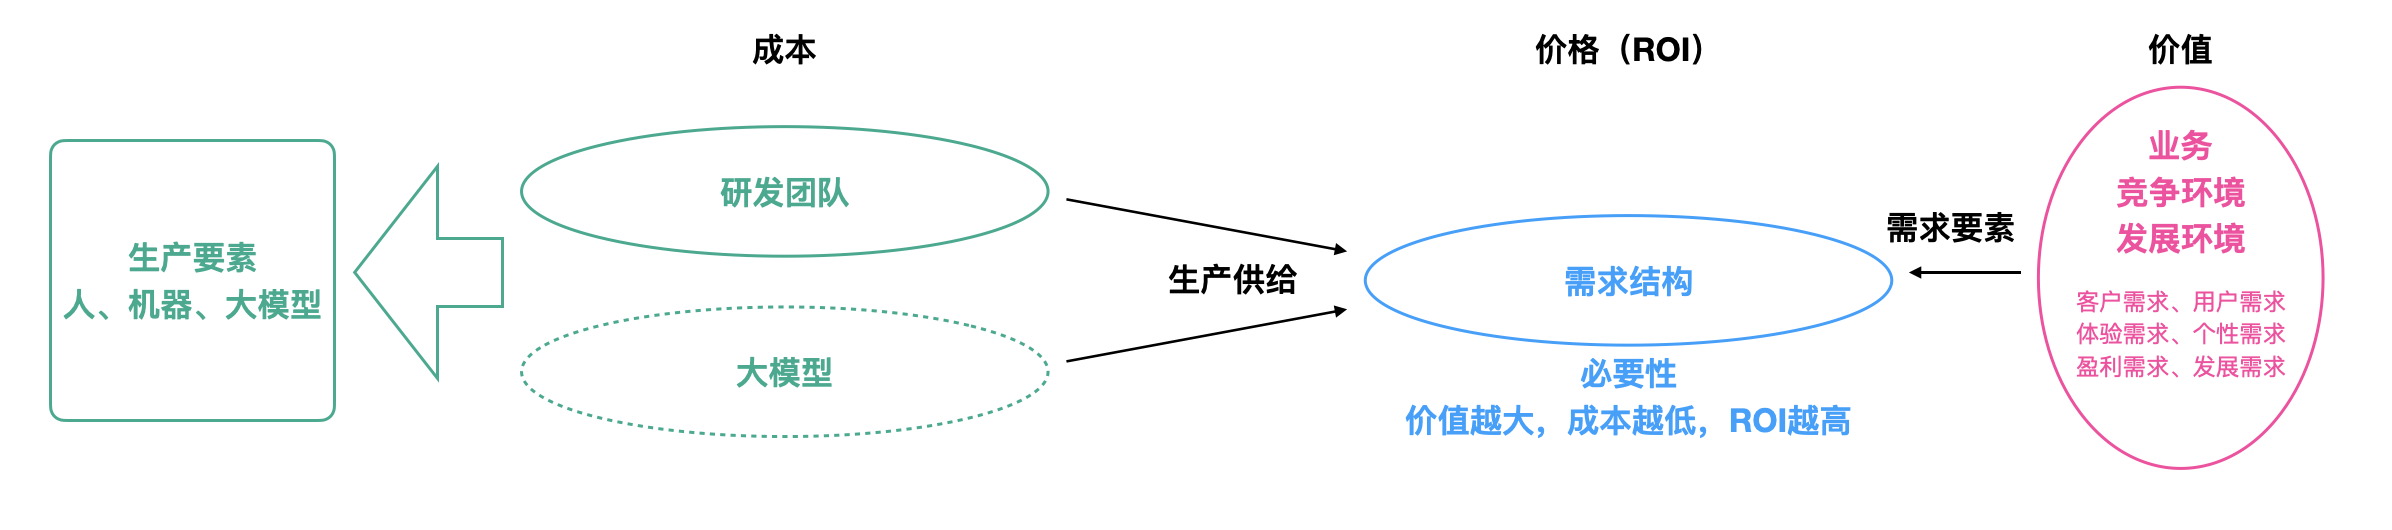 成本
价格（ROI）
价值
生产要素
人、机器、大模型
研发团队
大模型
生产供给
需求结构
必要性
价值越大，成本越低，ROI越高
需求要素
业务
竞争环境
发展环境
客户需求、用户需求
体验需求、个性需求
盈利需求、发展需求